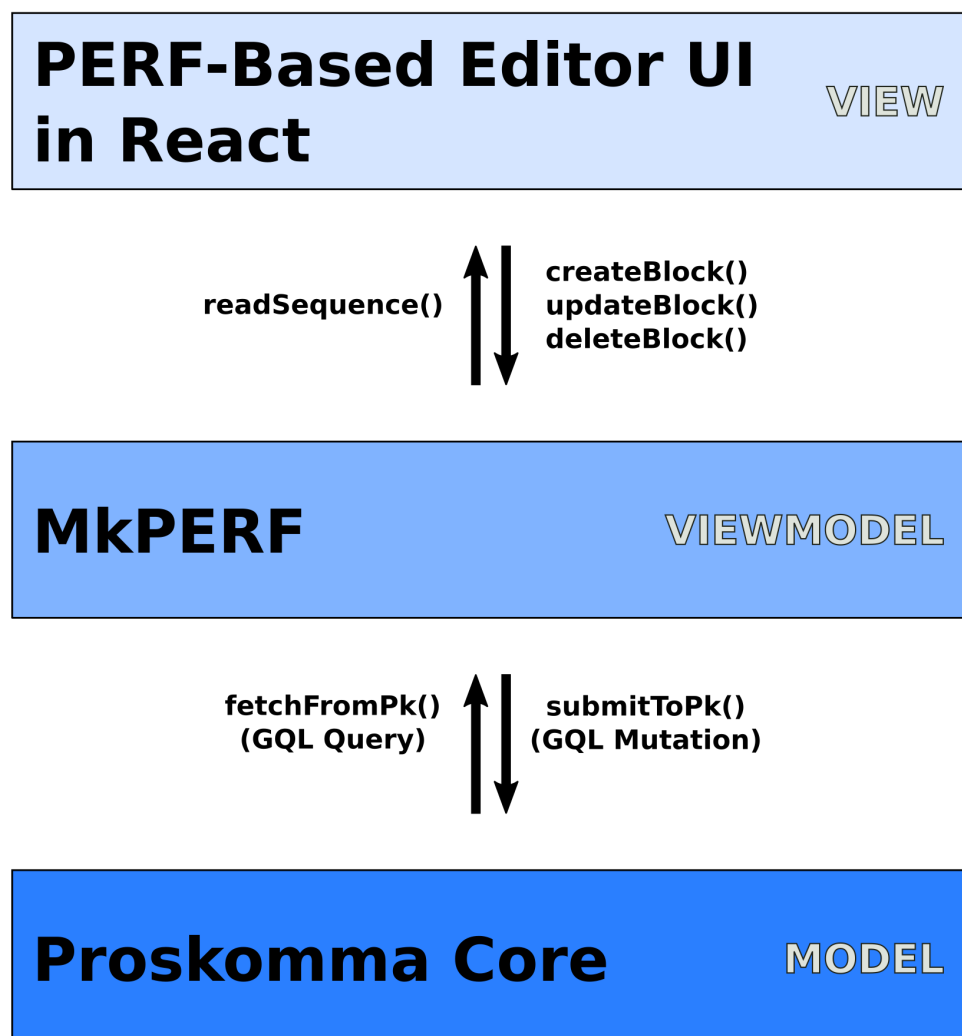 PERF-Based Editor UI
in React
VIEW
readSequence()
createBlock()
updateBlock()
deleteBlock()
MkPERF
VIEWMODEL
fetchFromPk()
(GQL Query)
submitToPk()
(GQL Mutation)
Proskomma Core
MODEL